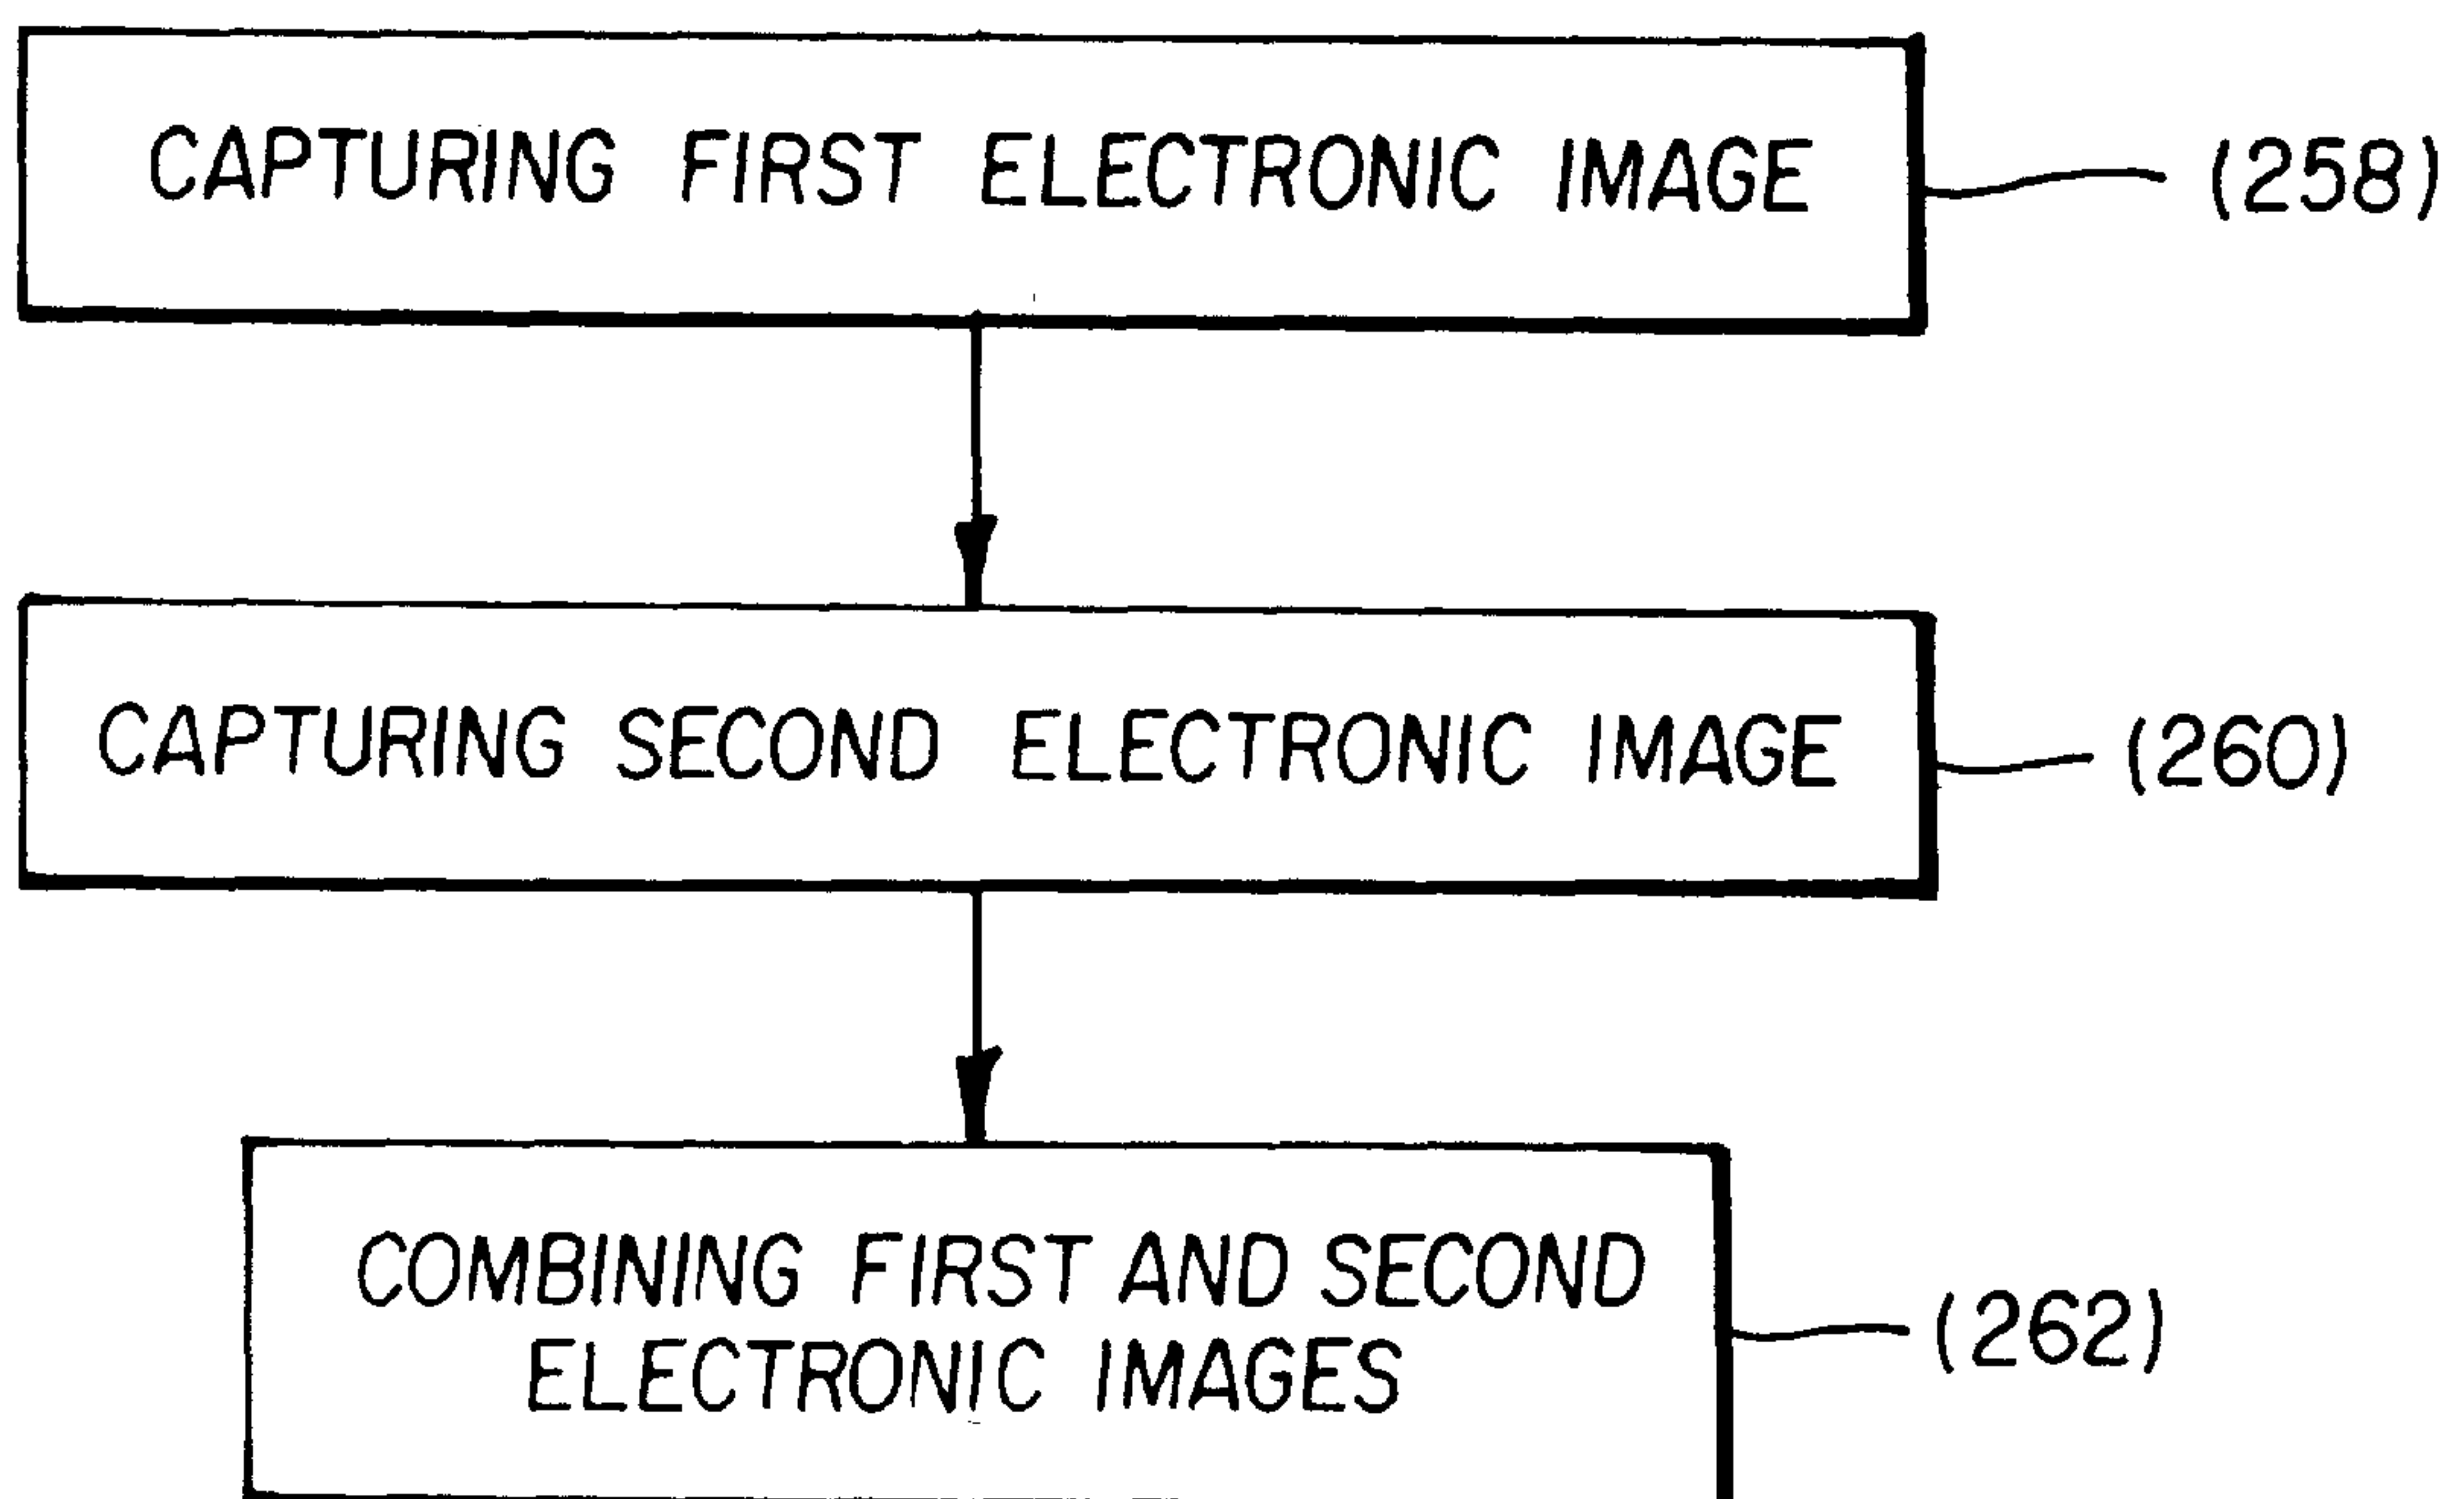 CAPTURING FIRST ELECTRONIC IMAGE (258)
CAPTURING SECOND ELECTRONIC IMAGE (260)
COMBINING FIRST AND SECOND
ELECTRONIC IMAGES
(262)